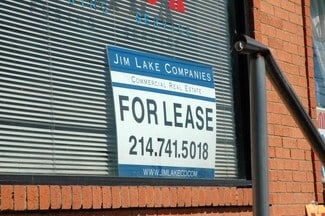 JIM LAKE COMPANIES
COMMERCIAL REAL ESTATE
FOR LEASE
214.741.5018
WWW.JIMLAKECO.COM